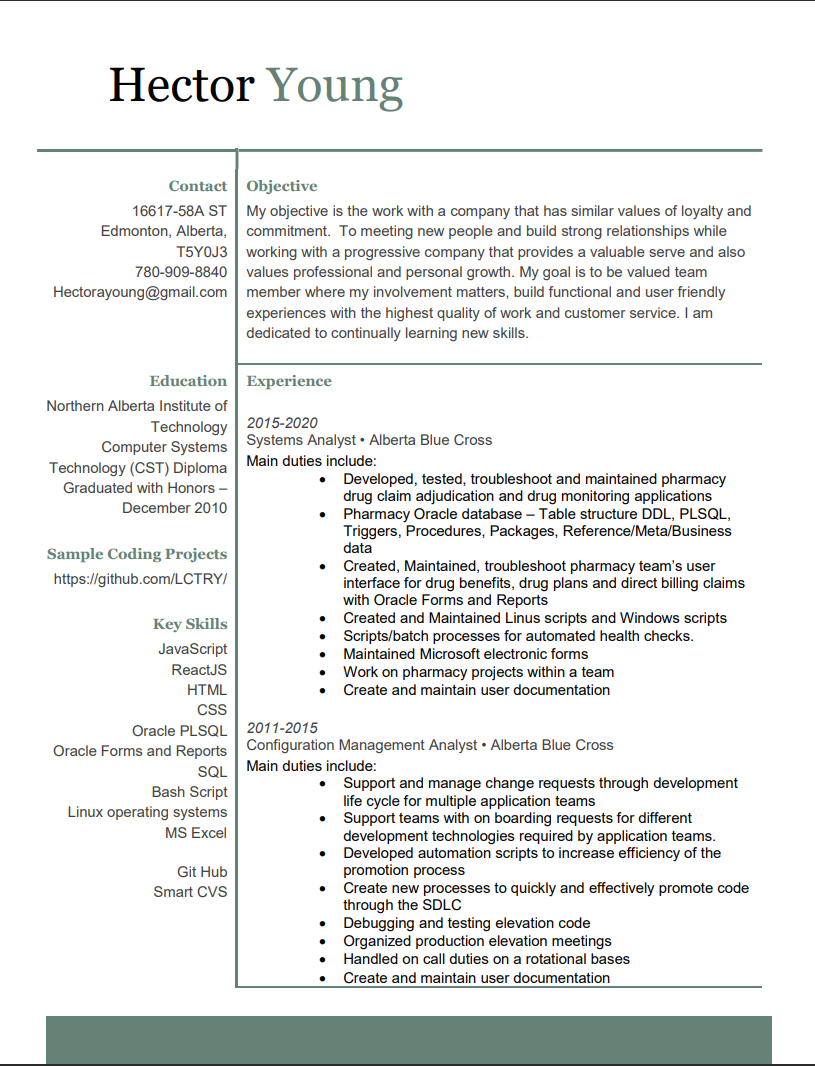 Hector Young
Contact
16617-58A ST
Edmonton, Alberta,
T5Y0J3
780-909-8840
Hectorayoung@gmail.com
Objective
My objective is the work with a company that has similar values of loyalty and
commitment.  To meeting new people and build strong relationships while
working with a progressive company that provides a valuable serve and also
values professional and personal growth. My goal is to be valued team
member where my involvement matters, build functional and user friendly
experiences with the highest quality of work and customer service. I am
dedicated to continually learning new skills.
Education
Northern Alberta Institute of
Technology
Computer Systems
Technology (CST) Diploma
Graduated with Honors –
December 2010
Sample Coding Projects
https://github.com/LCTRY/
Key Skills
JavaScript
ReactJS
HTML
CSS
Oracle PLSQL
Oracle Forms and Reports
SQL
Bash Script
Linux operating systems
MS Excel
Git Hub
Smart CVS
Experience
2015-2020
Systems Analyst • Alberta Blue Cross
Main duties include:
• Developed, tested, troubleshoot and maintained pharmacy
drug claim adjudication and drug monitoring applications
• Pharmacy Oracle database – Table structure DDL, PLSQL,
Triggers, Procedures, Packages, Reference/Meta/Business
data
• Created, Maintained, troubleshoot pharmacy team’s user
interface for drug benefits, drug plans and direct billing claims
with Oracle Forms and Reports
• Created and Maintained Linus scripts and Windows scripts
• Scripts/batch processes for automated health checks.
• Maintained Microsoft electronic forms
• Work on pharmacy projects within a team
• Create and maintain user documentation
2011-2015
Configuration Management Analyst • Alberta Blue Cross
Main duties include:
• Support and manage change requests through development
life cycle for multiple application teams
• Support teams with on boarding requests for different
development technologies required by application teams.
• Developed automation scripts to increase efficiency of the
promotion process
• Create new processes to quickly and effectively promote code
through the SDLC
• Debugging and testing elevation code
• Organized production elevation meetings
• Handled on call duties on a rotational bases
• Create and maintain user documentation